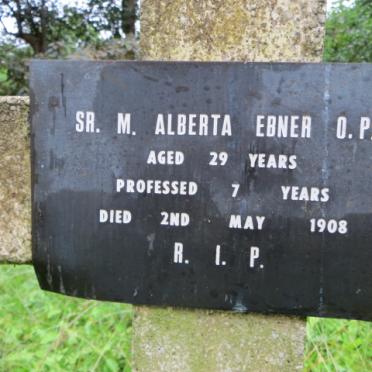 SR. M. ALBERTA EBNER O.P.
AGED 29 YEARS
PROFESSED 7 YEARS
DIED 2ND MAY 1908
R. I. P.